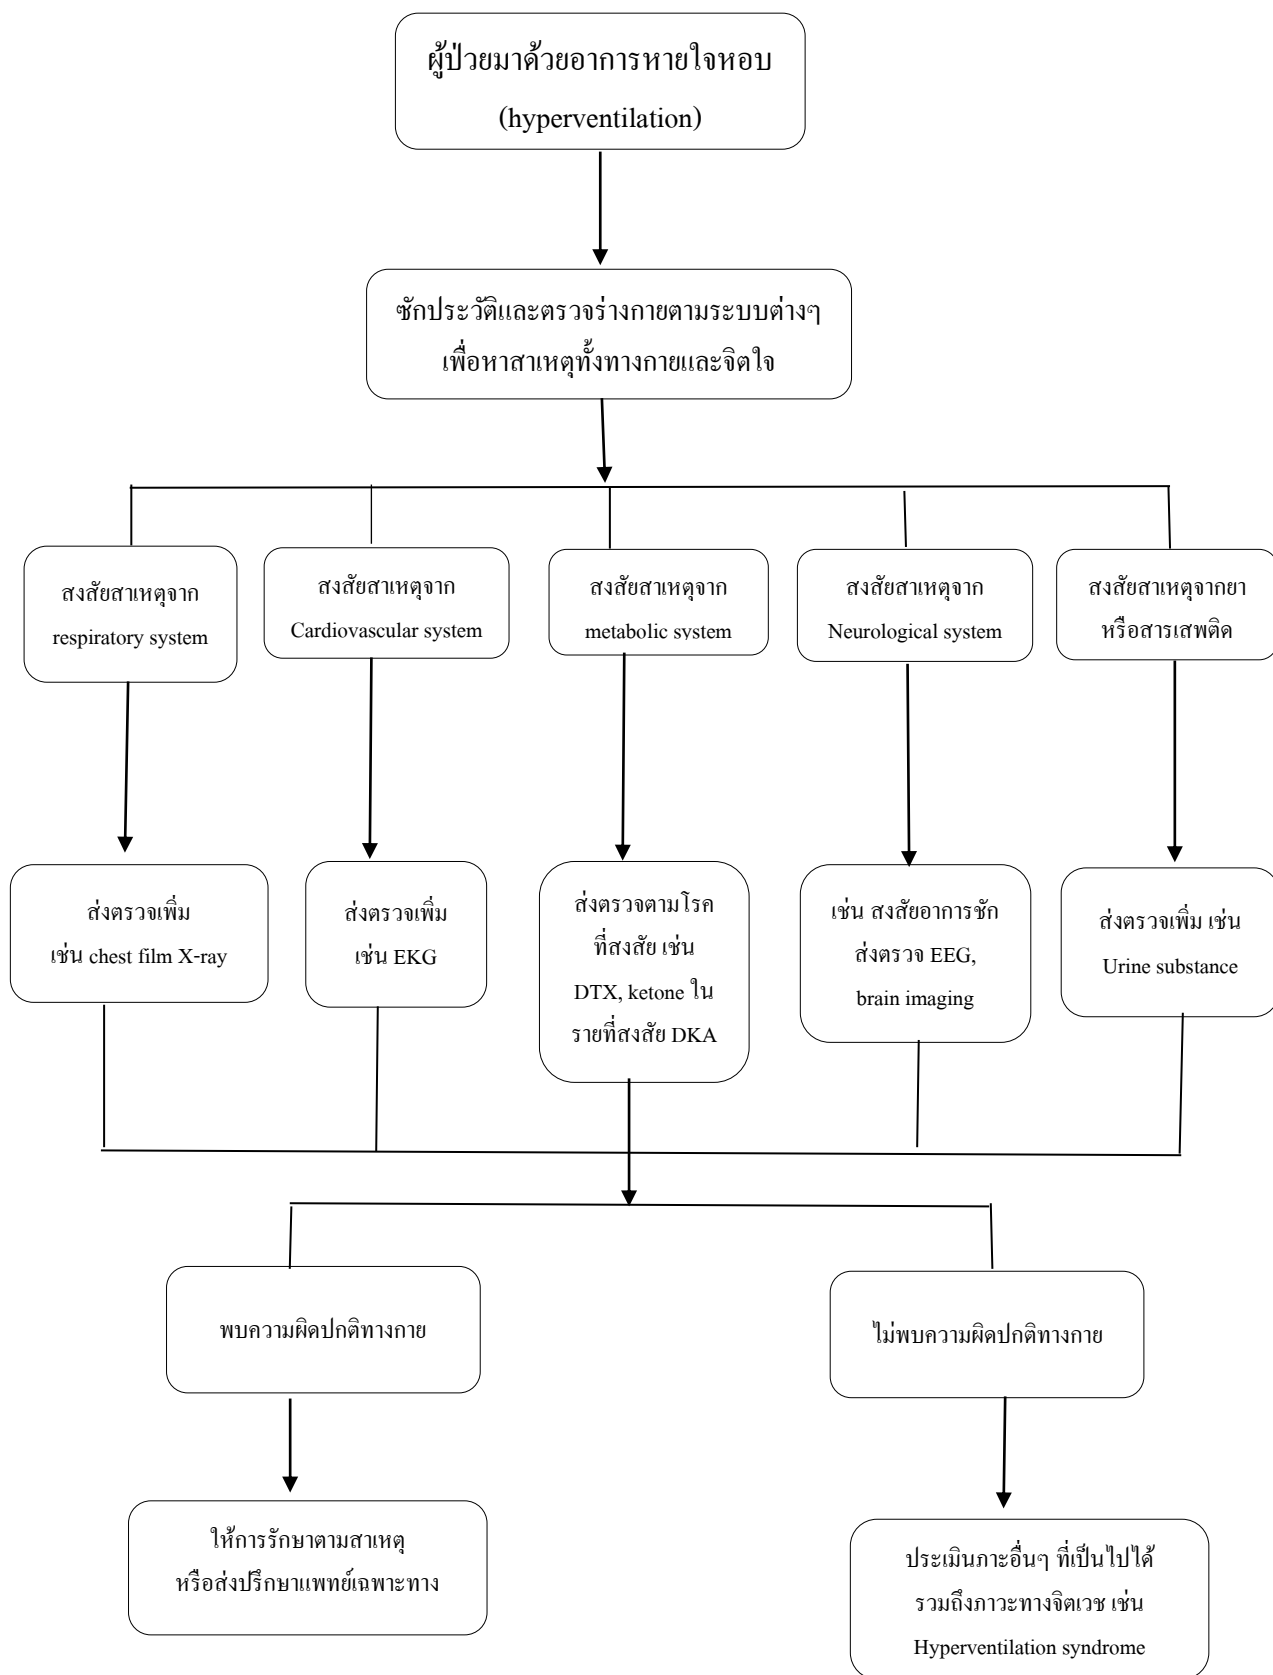 ผู้ป่วยมาด้วยอาการหายใจหอบ
(hyperventilation)
ซักประวัติและตรวจร่างกายตามระบบต่างๆ
เพื่อหาสาเหตุทั้งทางกายและจิตใจ
สงสัยสาเหตุจาก
respiratory system
สงสัยสาเหตุจาก
Cardiovascular system
สงสัยสาเหตุจาก
metabolic system
สงสัยสาเหตุจาก
Neurological system
สงสัยสาเหตุจากยา
หรือสารเสพติด
ส่งตรวจเพิ่ม
เช่น chest film X-ray
ส่งตรวจเพิ่ม
เช่น EKG
ส่งตรวจตามโรค
ที่สงสัย เช่น
DTX, ketone ใน
รายที่สงสัย DKA
เช่น สงสัยอาการชัก
ส่งตรวจ EEG,
brain imaging
ส่งตรวจเพิ่ม เช่น
Urine substance
พบความผิดปกติทางกาย
ไม่พบความผิดปกติทางกาย
ให้การรักษาตามสาเหตุ
หรือส่งปรึกษาแพทย์เฉพาะทาง
ประเมินภาะอื่นๆ ที่เป็นไปได้
รวมถึงภาวะทางจิตเวช เช่น
Hyperventilation syndrome